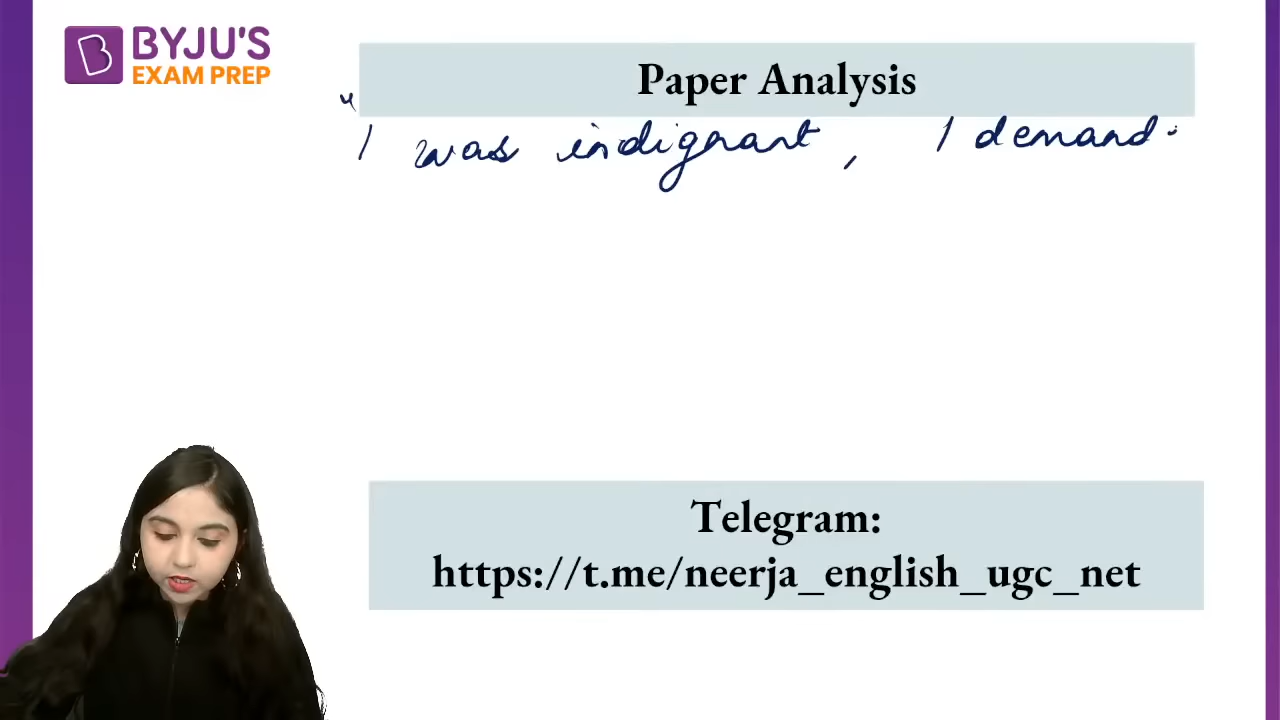 BYJU'S
EXAM PREP
Paper Analysis
"I was indignant, I demand.
Telegram:
https://t.me/neerja_english_ugc_net